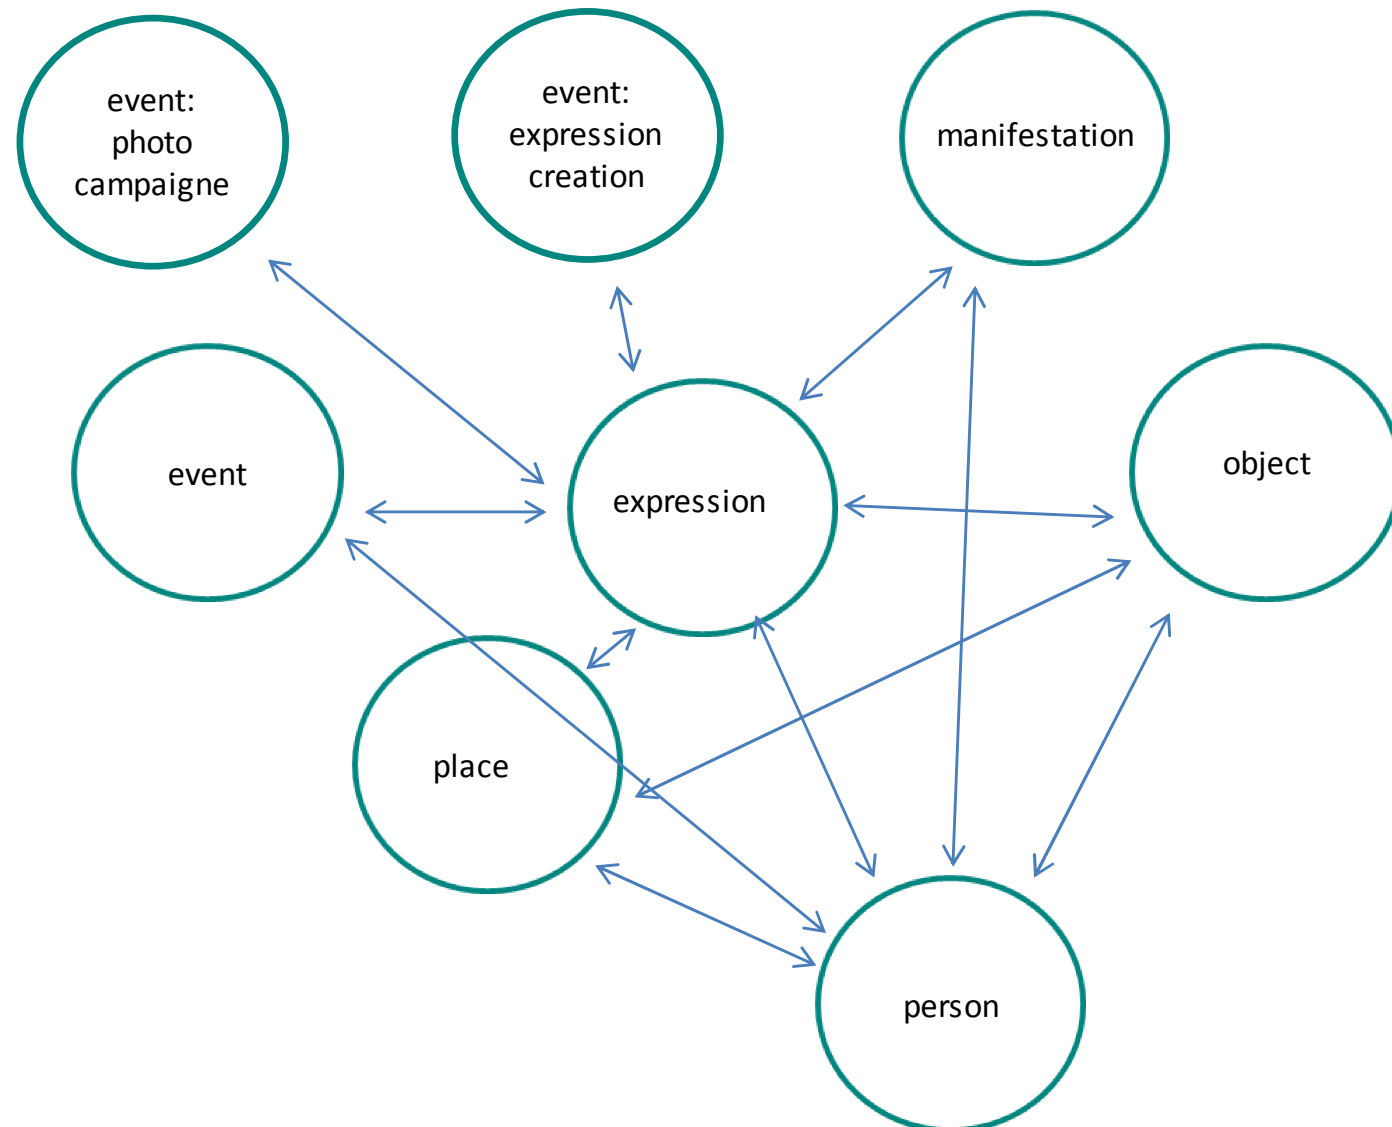 event:
photo
campaigne
event:
expression
creation
manifestation
event
expression
object
place
person